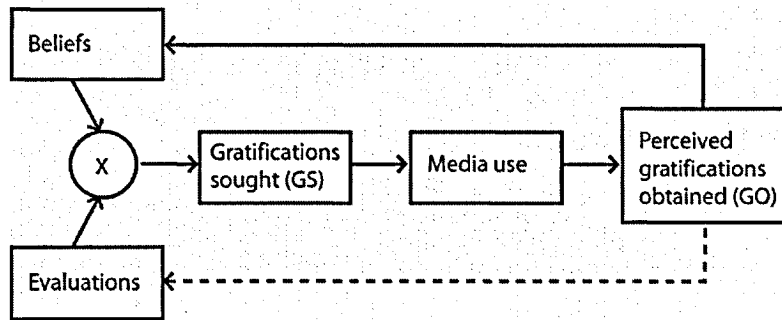 Beliefs
X
Gratifications
sought (GS)
Media use
Perceived
gratifications
obtained (GO)
Evaluations